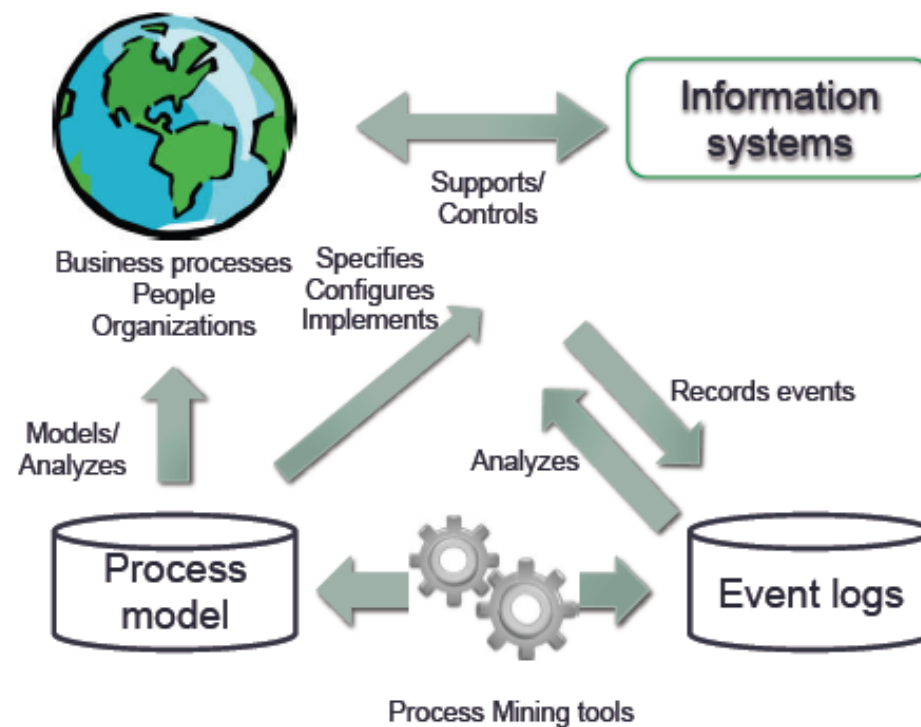 Information
systems
Supports/
Controls
Business processes
People
Organizations
Specifies
Configures
Implements
Records events
Models/
Analyzes
Analyzes
Process
model
Event logs
Process Mining tools